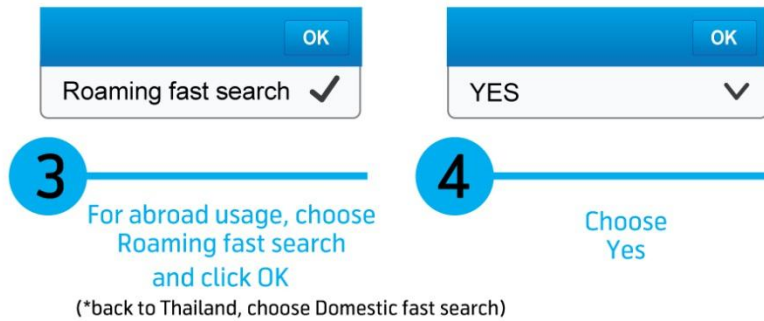 OK
Roaming fast search
3
For abroad usage, choose
Roaming fast search
and click OK
(*back to Thailand, choose Domestic fast search)
OK
YES
4
Choose
Yes